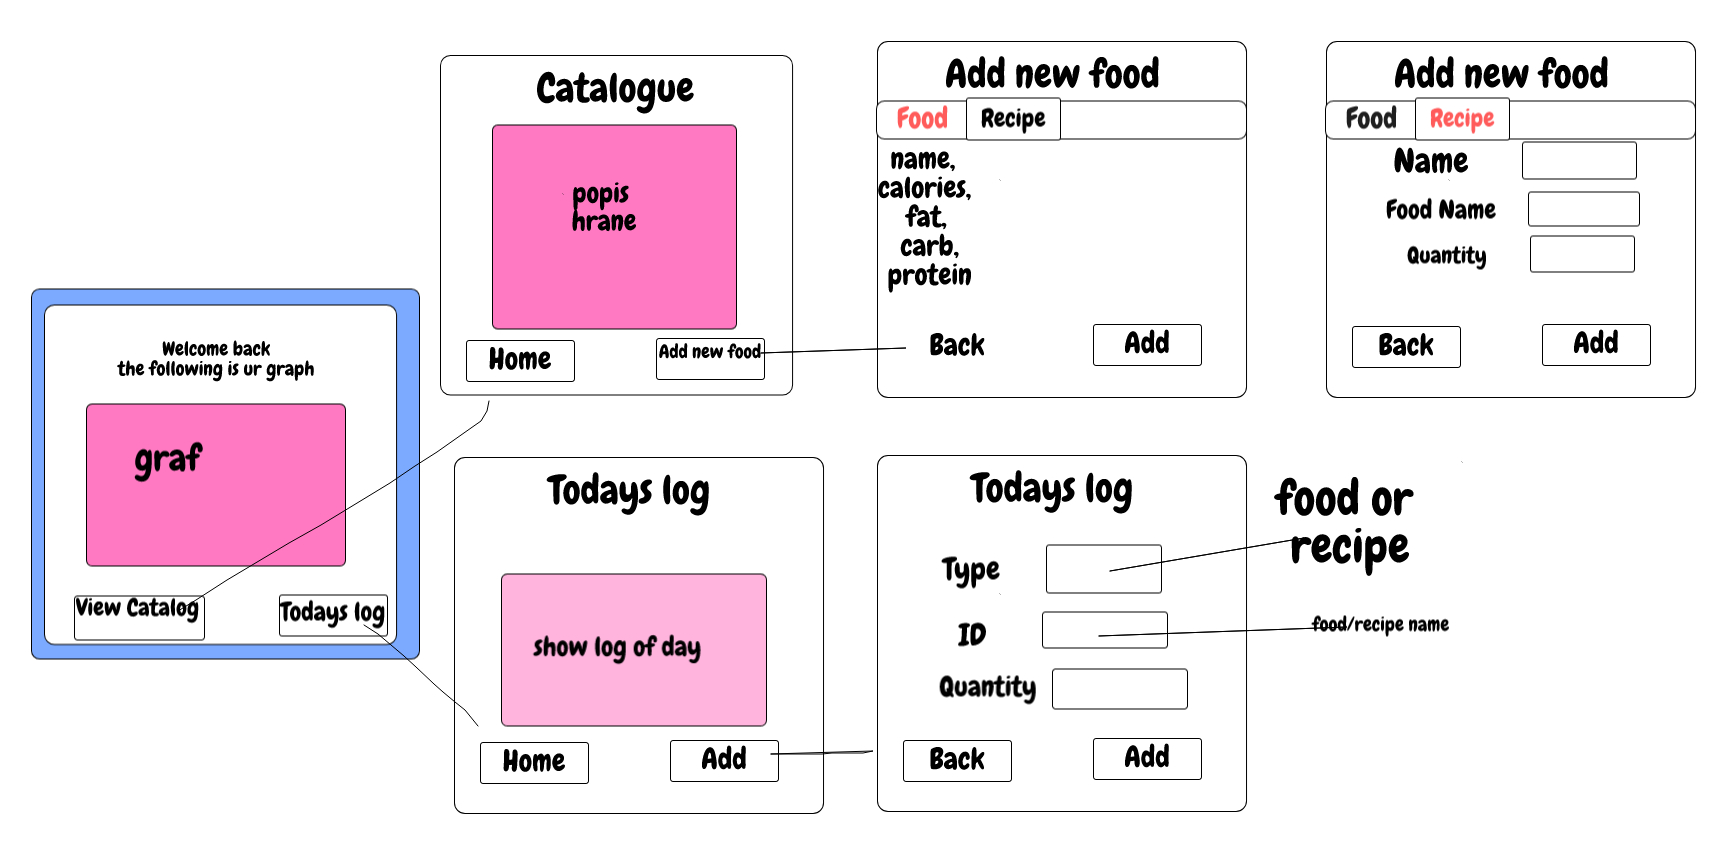 Welcome back
the following is ur graph
graf
View Catalog
Todays log
Catalogue
popis
hrane
Home
Add new food
Add new food
Food
Recipe
name,
calories,
fat,
carb,
protein
Back
Add
Add new food
Food
Recipe
Name
Food Name
Quantity
Back
Add
Todays log
show log of day
Home
Add
Todays log
Type
ID
Quantity
Back
Add
food or
recipe
food/recipe name